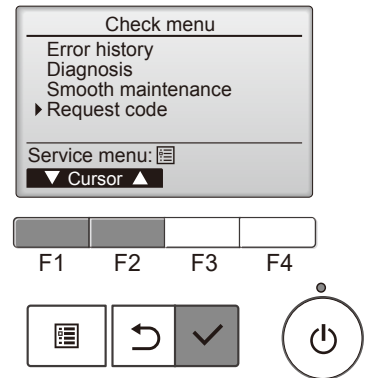 Check menu
Error history
Diagnosis
Smooth maintenance
Request code
Service menu:
▼ Cursor ▲
F1 F2 F3 F4